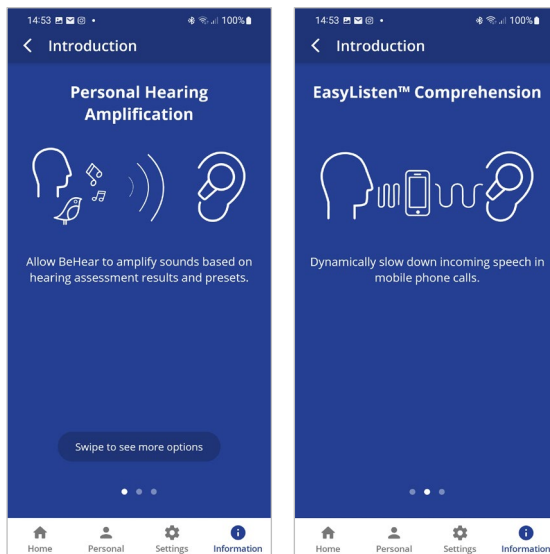 14:53
100%
Introduction
Personal Hearing
Amplification
Allow BeHear to amplify sounds based on
hearing assessment results and presets.
Swipe to see more options
Home Personal Settings Information
14:53
100%
Introduction
EasyListen™ Comprehension
Dynamically slow down incoming speech in
mobile phone calls.
Home Personal Settings Information